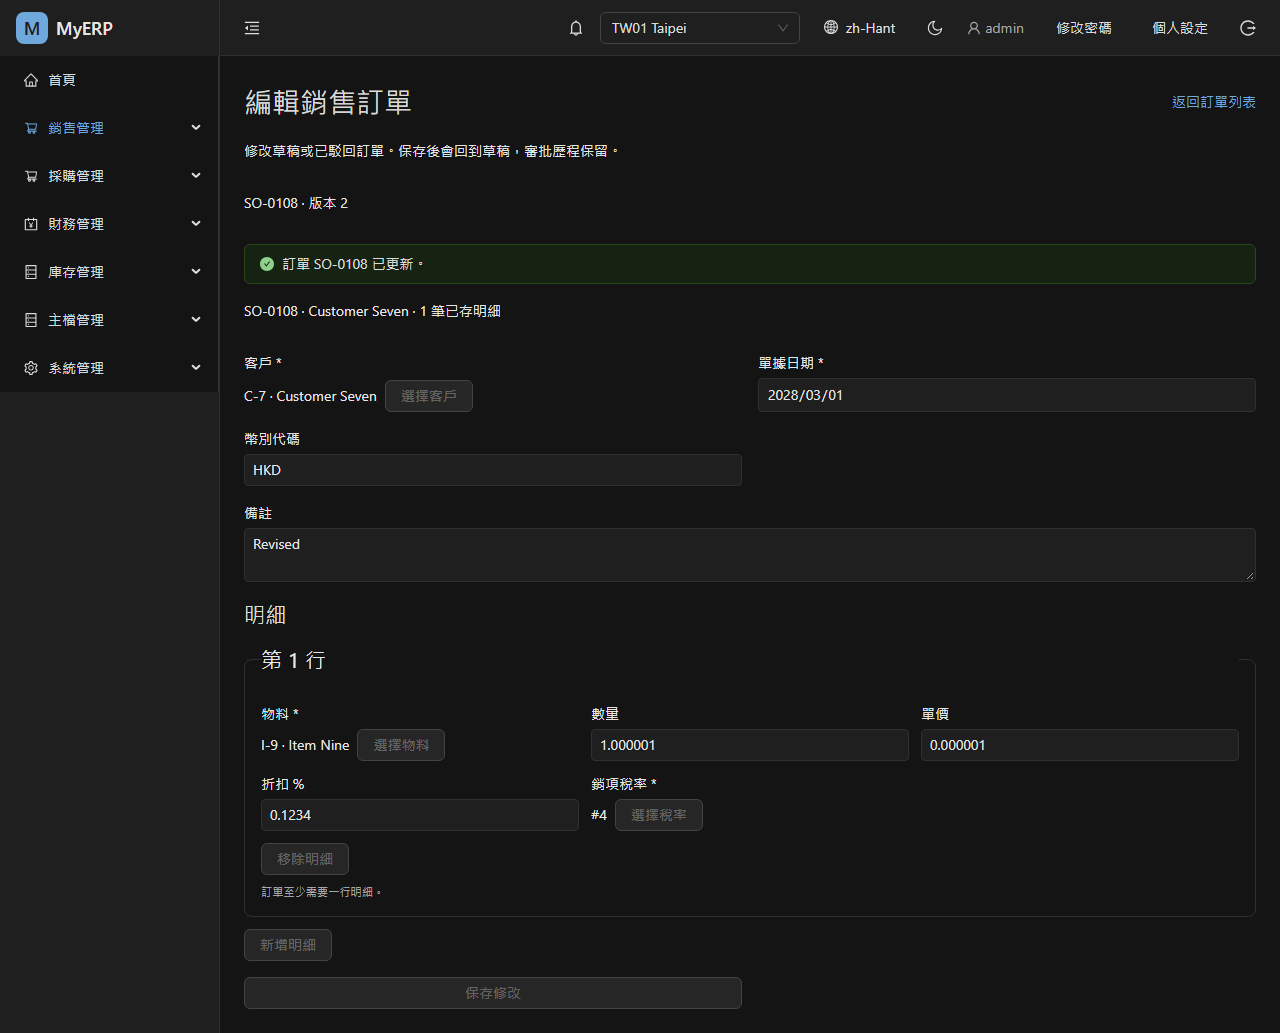 M MyERP
TW01 Taipei
zh-Hant
admin
修改密碼
個人設定
首頁
銷售管理
採購管理
財務管理
庫存管理
主檔管理
系統管理
編輯銷售訂單
返回訂單列表
修改草稿或已駁回訂單。保存後會回到草稿，審批歷程保留。
SO-0108 · 版本 2
訂單 SO-0108 已更新。
SO-0108 · Customer Seven · 1 筆已存明細
客戶 *
單據日期 *
C-7 · Customer Seven 選擇客戶
2028/03/01
幣別代碼
HKD
備註
Revised
明細
第 1 行
物料 *
數量
單價
I-9 · Item Nine 選擇物料
1.000001
0.000001
折扣 %
銷項稅率 *
0.1234
#4 選擇稅率
移除明細
訂單至少需要一行明細。
新增明細
保存修改